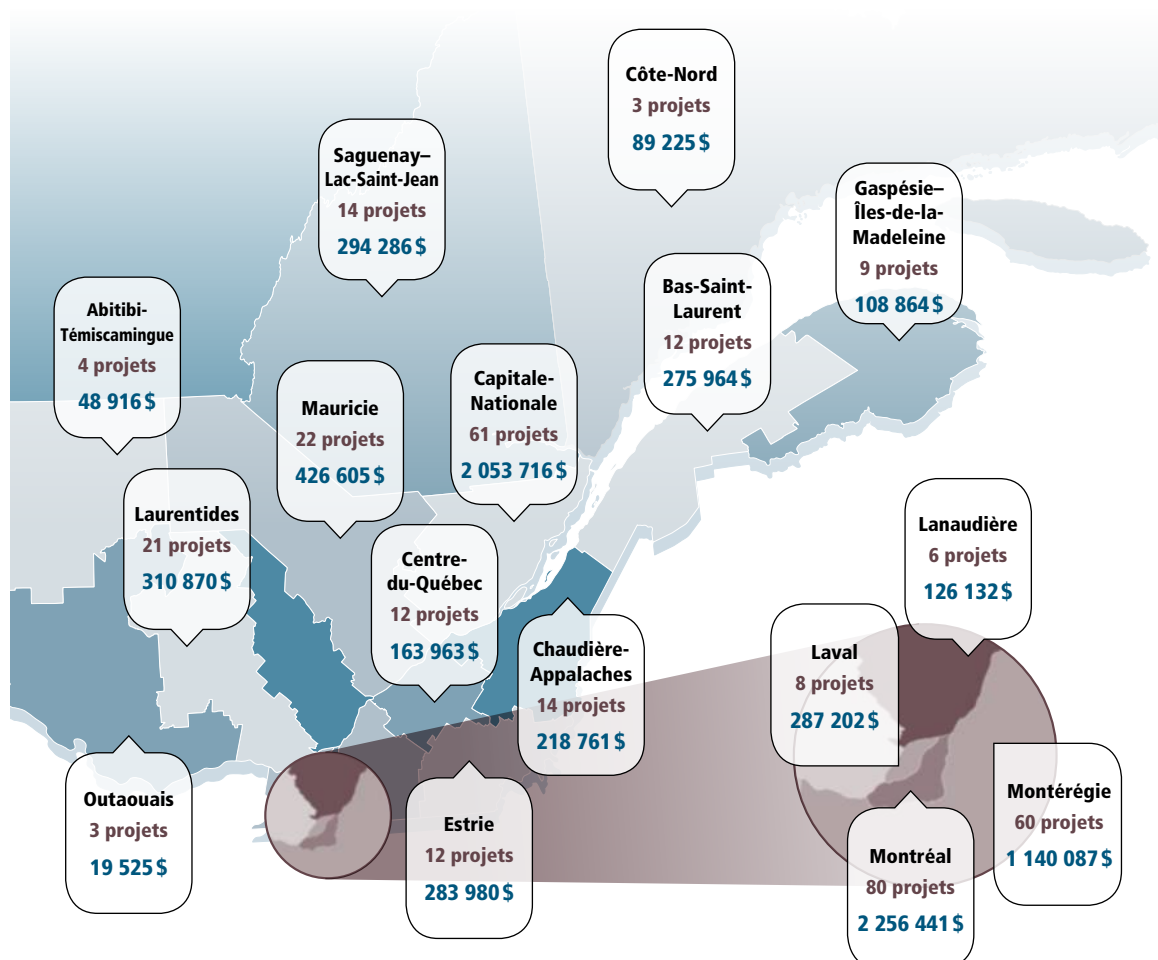 Côte-Nord
3 projets
89 225 $
Saguenay–
Lac-Saint-Jean
14 projets
294 286 $
Gaspésie–
Îles-de-la-
Madeleine
9 projets
108 864 $
Bas-Saint-
Laurent
12 projets
275 964 $
Abitibi-
Témiscamingue
4 projets
48 916 $
Mauricie
22 projets
426 605 $
Capitale-
Nationale
61 projets
2 053 716 $
Laurentides
21 projets
310 870 $
Centre-
du-Québec
12 projets
163 963 $
Lanaudière
6 projets
126 132 $
Chaudière-
Appalaches
14 projets
218 761 $
Laval
8 projets
287 202 $
Outaouais
3 projets
19 525 $
Estrie
12 projets
283 980 $
Montérégie
60 projets
1 140 087 $
Montréal
80 projets
2 256 441 $